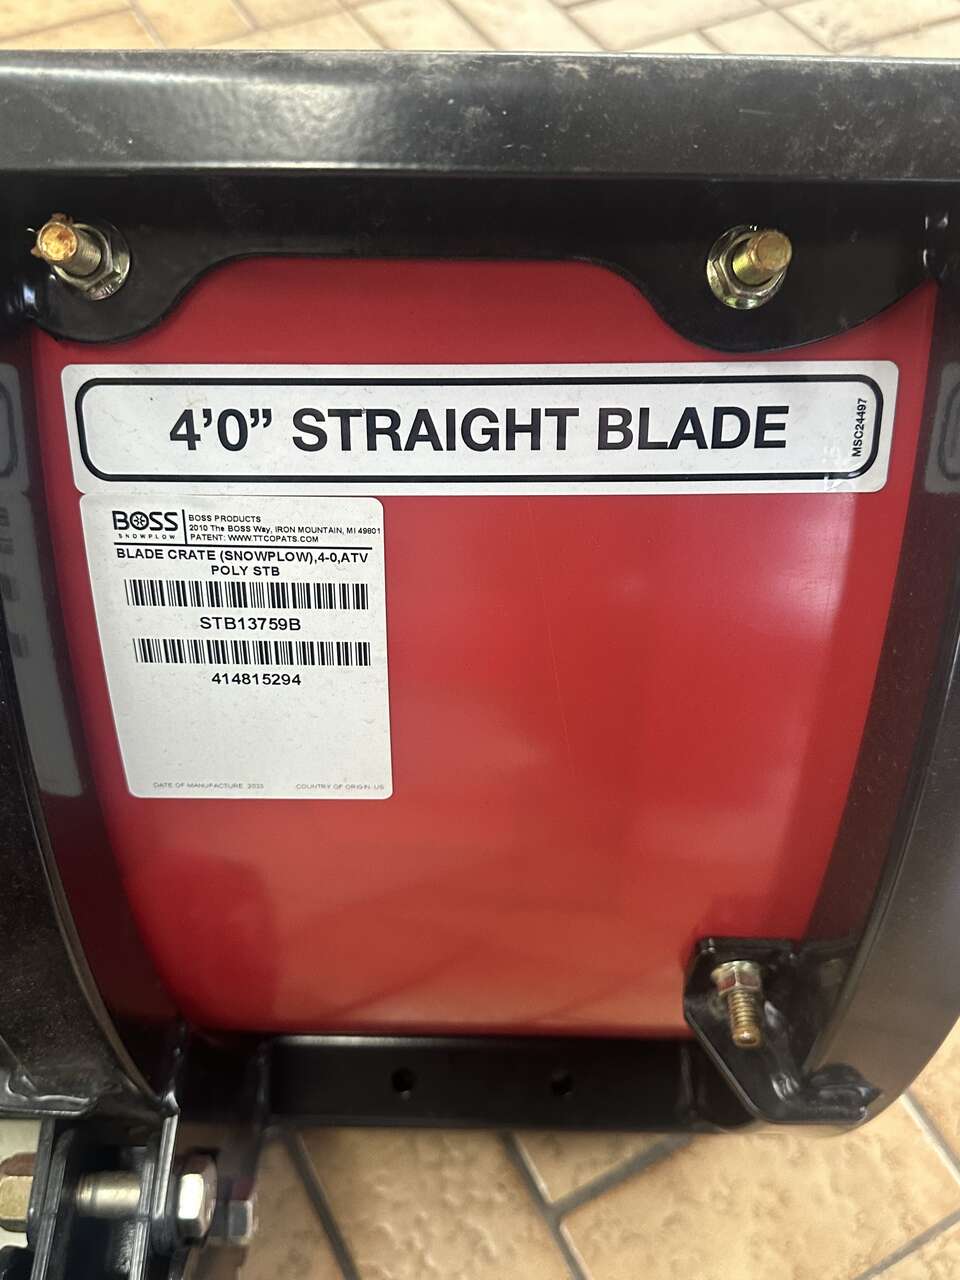 4'0" STRAIGHT BLADE
MSC24497
BOSS
SNOWPLOW
BOSS PRODUCTS
2010 The BOSS Way, IRON MOUNTAIN, MI 49801
PATENT: WWW.TTCOPATS.COM
BLADE CRATE (SNOWPLOW),4-0,ATV
POLY STB
STB13759B
414815294
DATE OF MANUFACTURE: COUNTRY OF ORIGIN: US